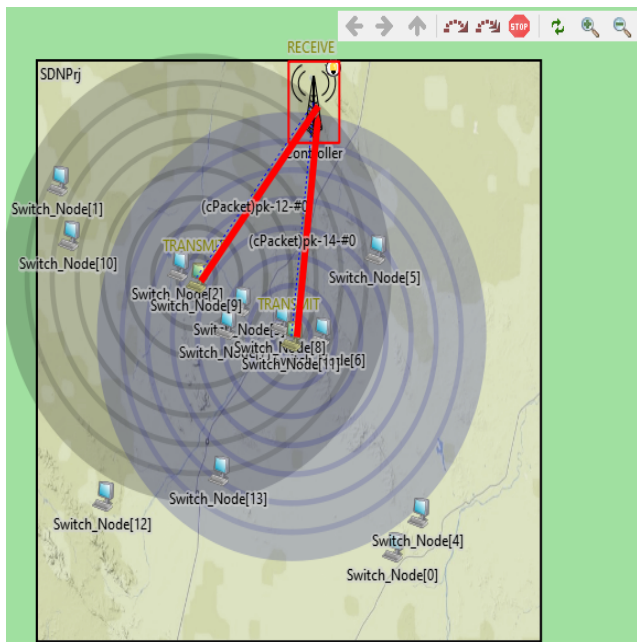 RECEIVE
STOP
SDNPrj
Controller
Switch_Node[1]
(cPacket)pk-12-#0
Switch_Node[10]
(cPacket)pk-14-#0
TRANSMIT
Switch_Node[5]
Switch_Node[2]
Switch_Node[9]
TRANSMIT
Switch_Node[8]
Switch_Node[11]
Switch_Node[13]
Switch_Node[12]
Switch_Node[4]
Switch_Node[0]